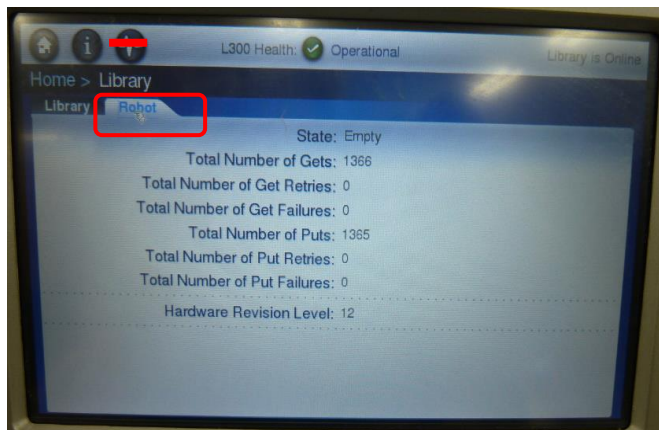 L300 Health: Operational
Library is Online
Home > Library
Library Robot
State: Empty
Total Number of Gets: 1366
Total Number of Get Retries: 0
Total Number of Get Failures: 0
Total Number of Puts: 1365
Total Number of Put Retries: 0
Total Number of Put Failures: 0
Hardware Revision Level: 12